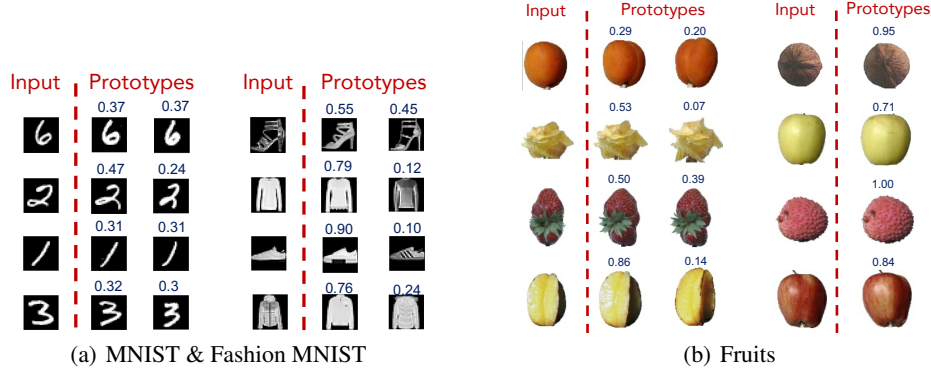 Input Prototypes Input Prototypes
0.37 0.37 0.55 0.45
0.47 0.24 0.79 0.12
0.31 0.31 0.90 0.10
0.32 0.3 0.76 0.24
(a) MNIST & Fashion MNIST
Input Prototypes Input Prototypes
0.29 0.20 0.95
0.53 0.07 0.71
0.50 0.39 1.00
0.86 0.14 0.84
(b) Fruits